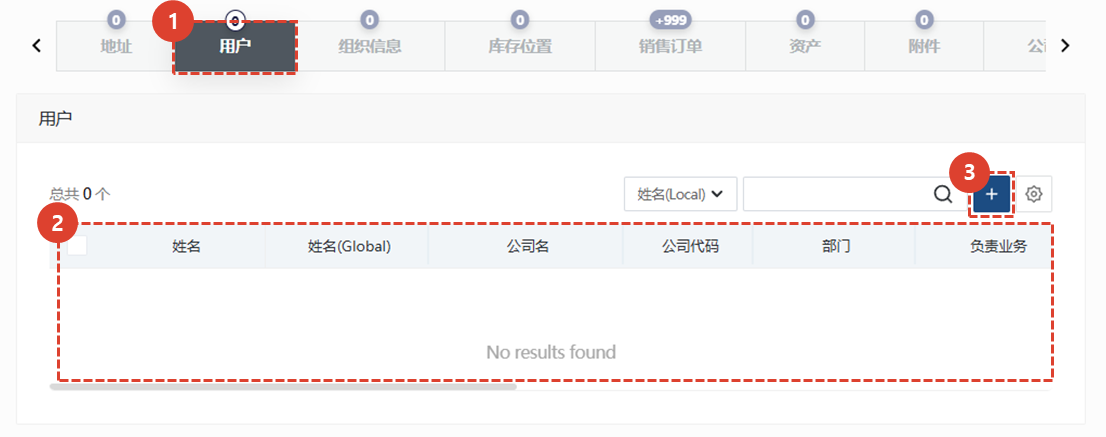 1
0 0 0 0 +999 0 0
地址 用户 组织信息 库存位置 销售订单 资产 附件
用户
3
总共 0 个 姓名(Local) +
2
姓名 姓名(Global) 公司名 公司代码 部门 负责业务
No results found